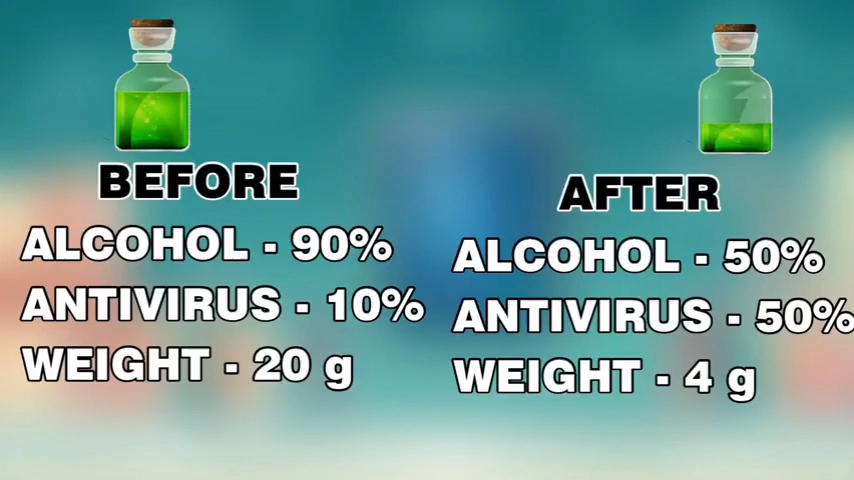 BEFORE
ALCOHOL - 90%
ANTIVIRUS - 10%
WEIGHT - 20 g
AFTER
ALCOHOL - 50%
ANTIVIRUS - 50%
WEIGHT - 4 g